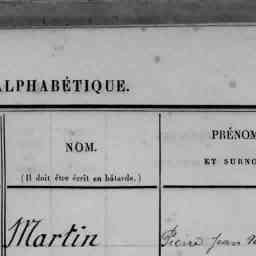 ALPHABÉTIQUE.
NOM.
(Il doit être écrit en bâtarde.)
PRÉNOM
ET SURNO
Martin
Pierre Jean